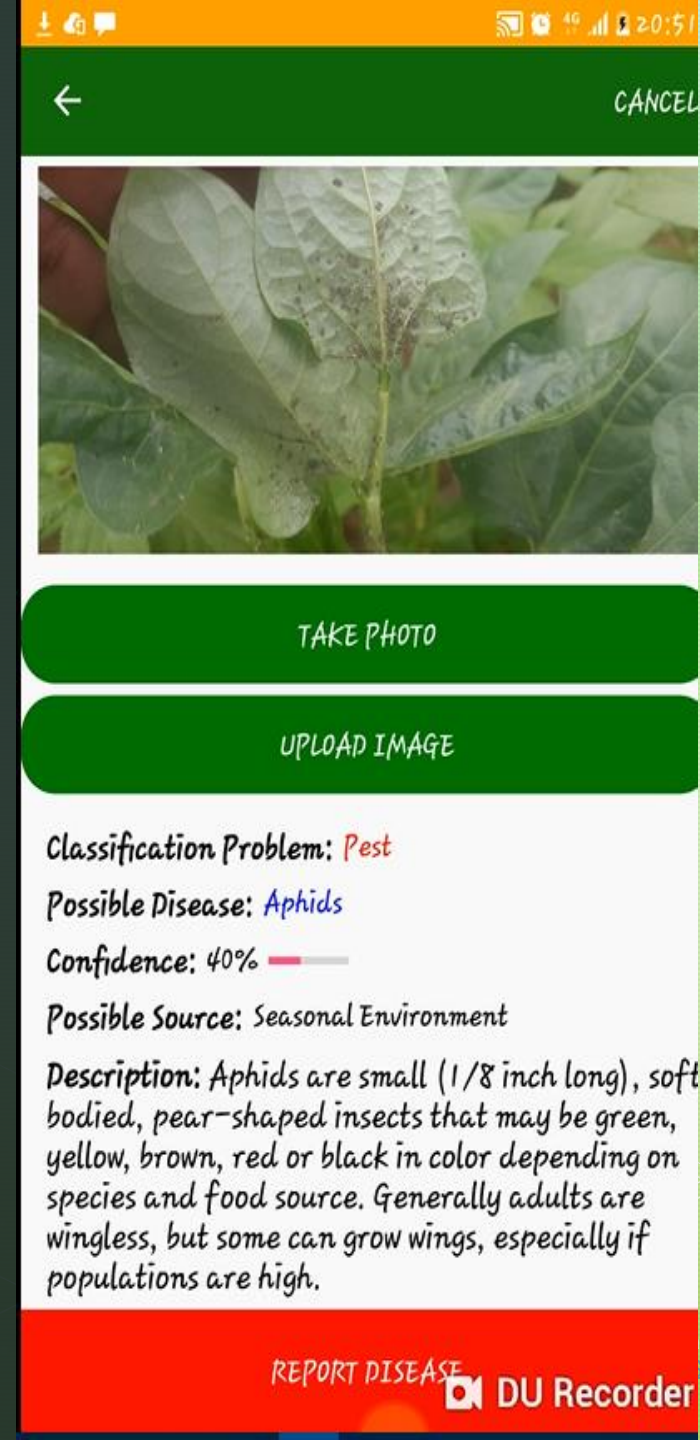 4G 20:51
CANCEL
TAKE PHOTO
UPLOAD IMAGE
Classification Problem: Pest
Possible Disease: Aphids
Confidence: 40%
Possible Source: Seasonal Environment
Description: Aphids are small (1/8 inch long), soft
bodied, pear-shaped insects that may be green,
yellow, brown, red or black in color depending on
species and food source. Generally adults are
wingless, but some can grow wings, especially if
populations are high.
REPORT DISEASE
DU Recorder